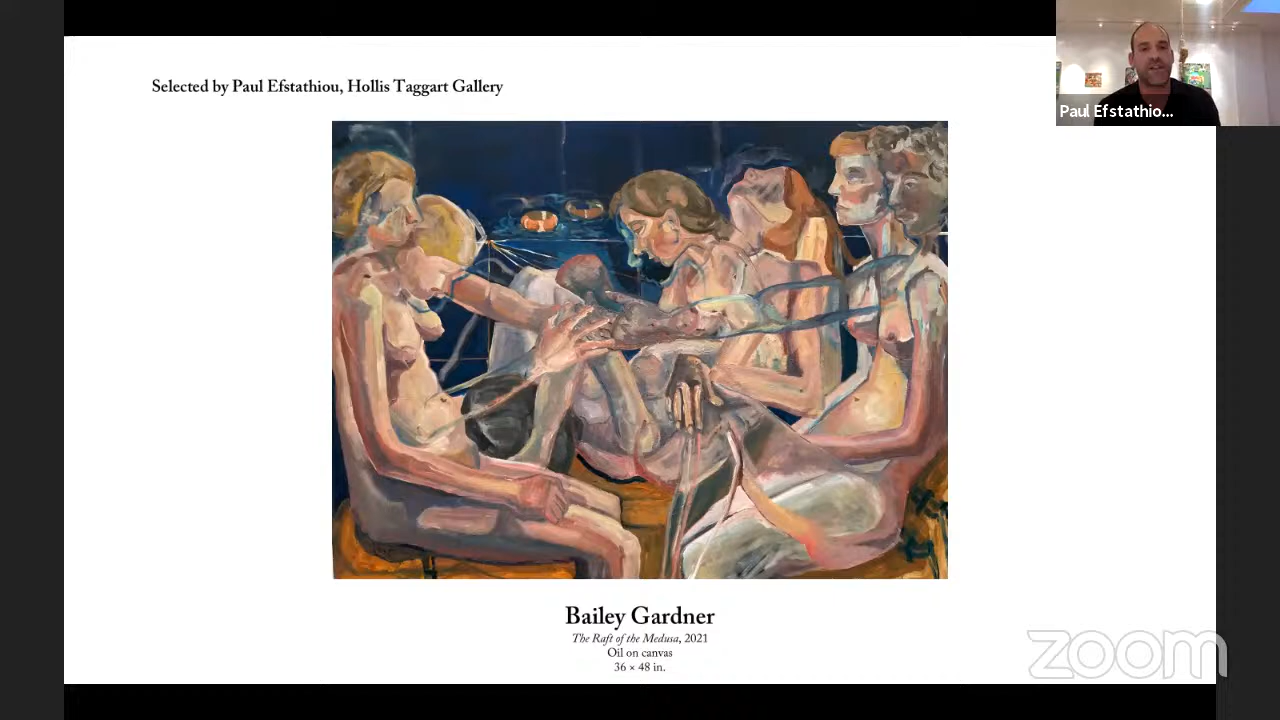 Selected by Paul Efstathiou, Hollis Taggart Gallery
Paul Efstathio...
Bailey Gardner
The Raft of the Medusa, 2021
Oil on canvas
36 × 48 in.
zoom